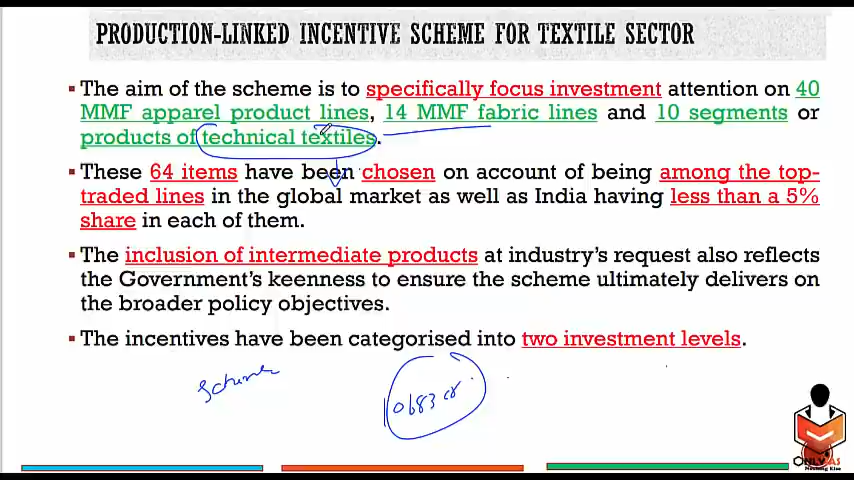 PRODUCTION-LINKED INCENTIVE SCHEME FOR TEXTILE SECTOR
▪ The aim of the scheme is to specifically focus investment attention on 40
MMF apparel product lines, 14 MMF fabric lines and 10 segments or
products of technical textiles.
▪ These 64 items have been chosen on account of being among the top-
traded lines in the global market as well as India having less than a 5%
share in each of them.
▪ The inclusion of intermediate products at industry's request also reflects
the Government's keenness to ensure the scheme ultimately delivers on
the broader policy objectives.
▪ The incentives have been categorised into two investment levels.
Scheme
10683 cr
ONLYIAS